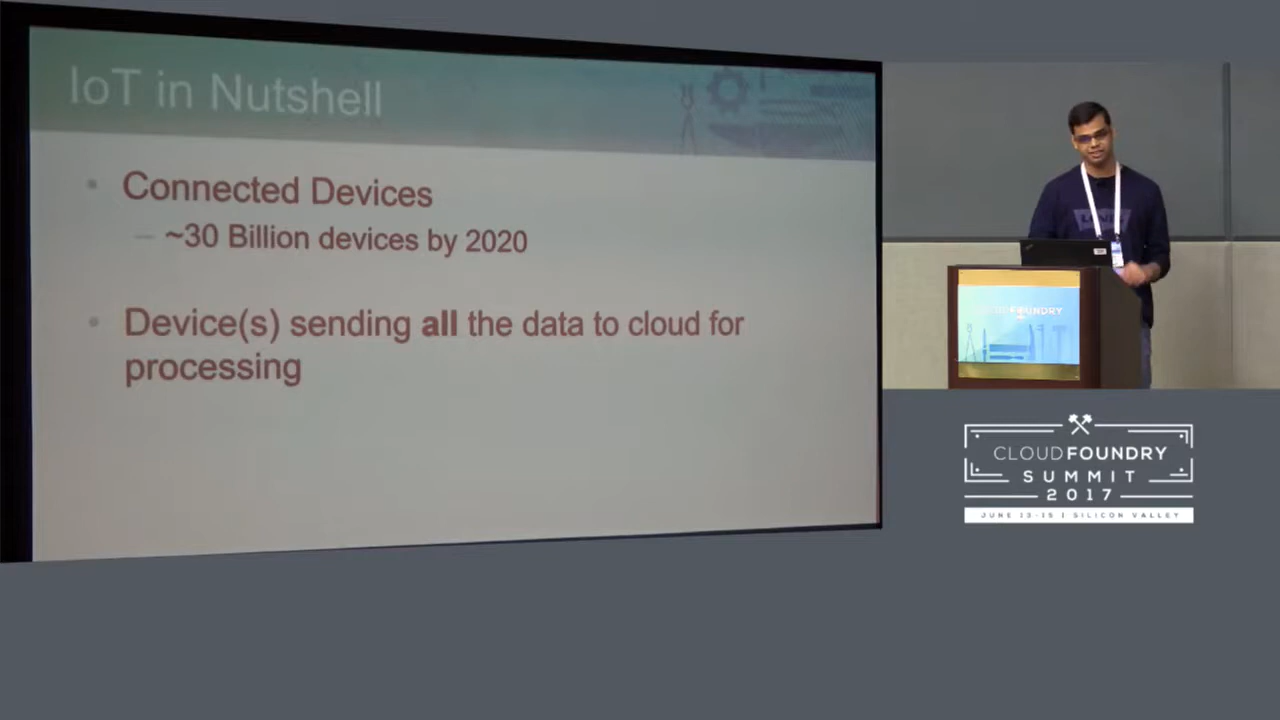 IoT in Nutshell
Connected Devices
~30 Billion devices by 2020
Device(s) sending all the data to cloud for
processing
CLOUD FOUNDRY
CLOUDFOUNDRY
SUMMIT
2017
JUNE 13-15 | SILICON VALLEY